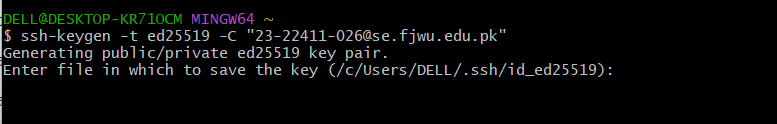 DELL@DESKTOP-KR71OCM MINGW64 ~
$ ssh-keygen -t ed25519 -C "23-22411-026@se.fjwu.edu.pk"
Generating public/private ed25519 key pair.
Enter file in which to save the key (/c/Users/DELL/.ssh/id_ed25519):